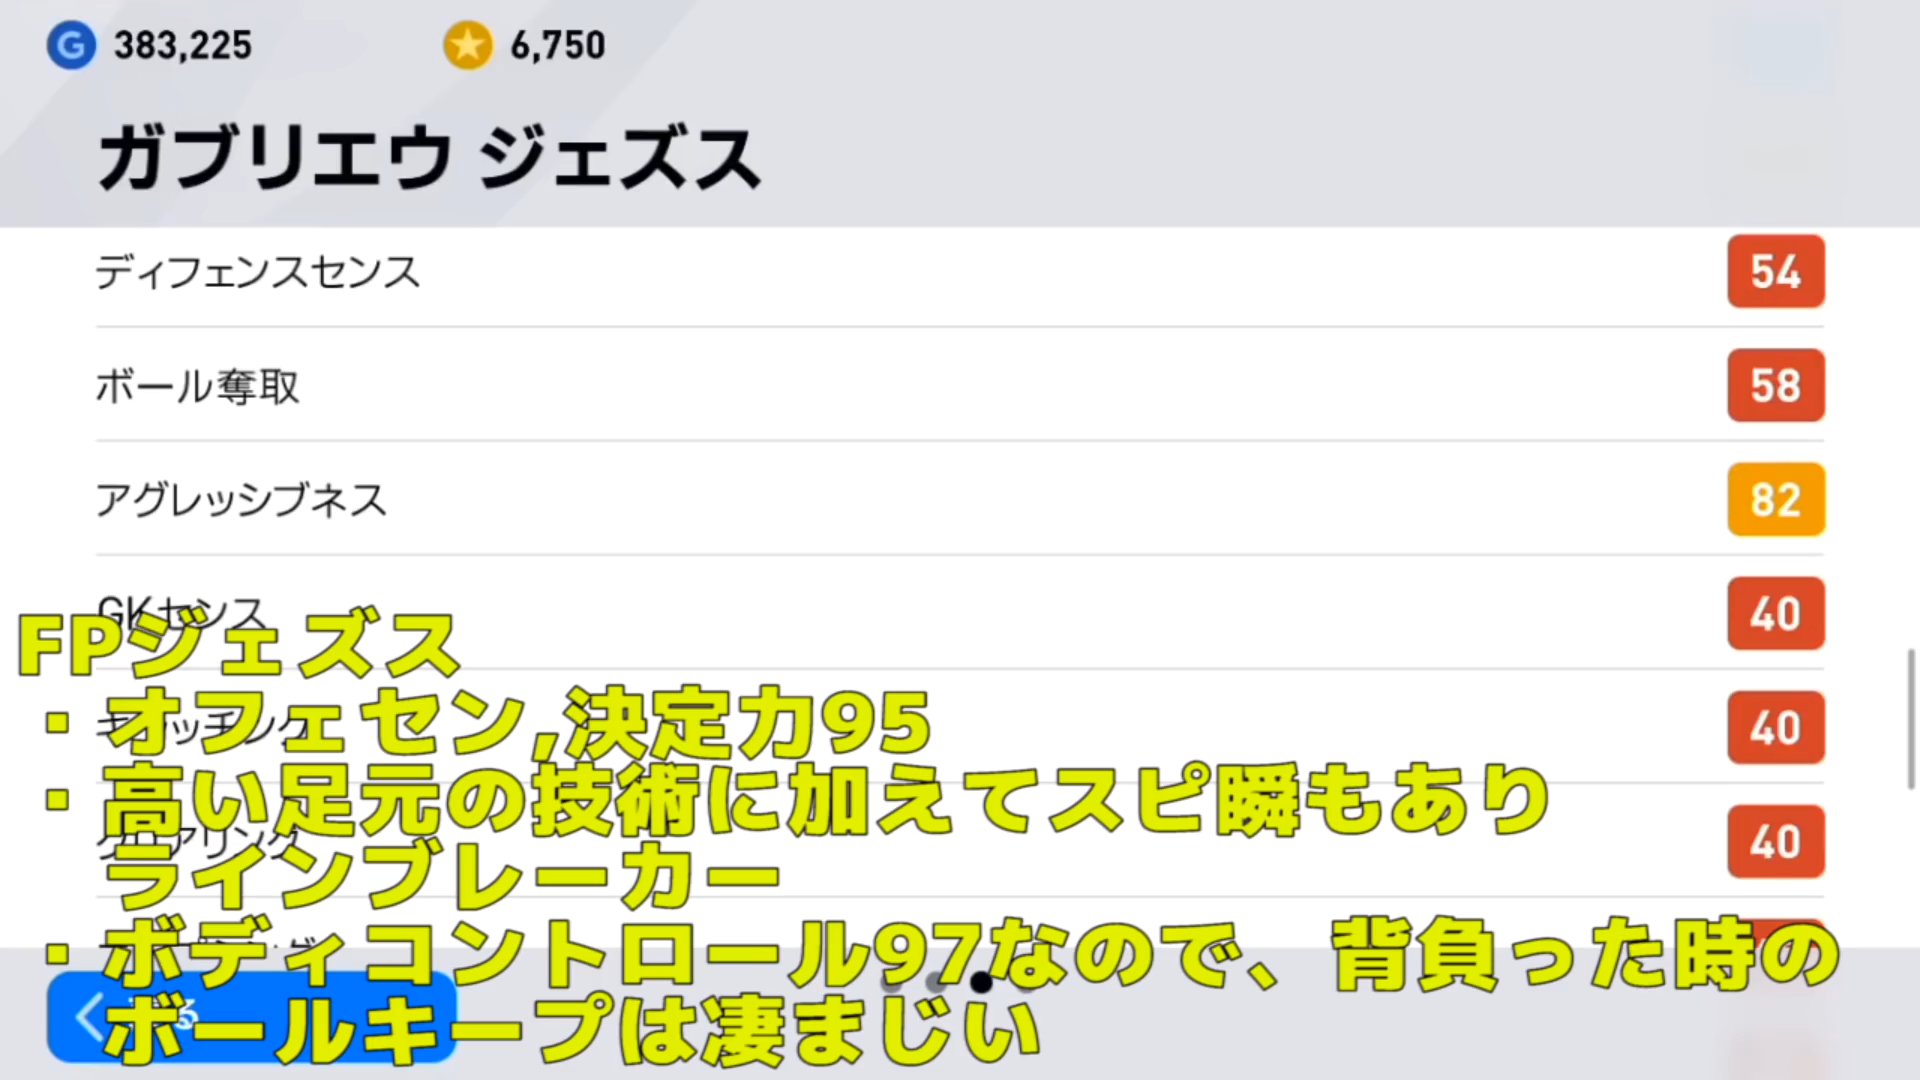 383,225
6,750
ガブリエウ ジェズス
ディフェンスセンス 54
ボール奪取 58
アグレッシブネス 82
GKセンス 40
FPジェズス
・オフェセン,決定力95
40
・高い足元の技術に加えてスピ瞬もあり
40
ラインブレーカー
・ボディコントロール97なので、背負った時の
ボールキープは凄まじい